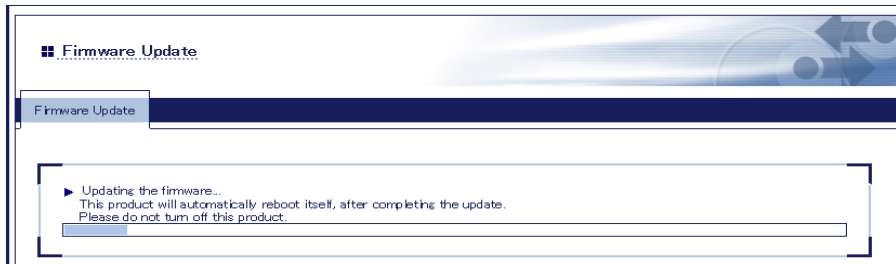 Firmware Update
Firmware Update
Updating the firmware...
This product will automatically reboot itself, after completing the update.
Please do not turn off this product.